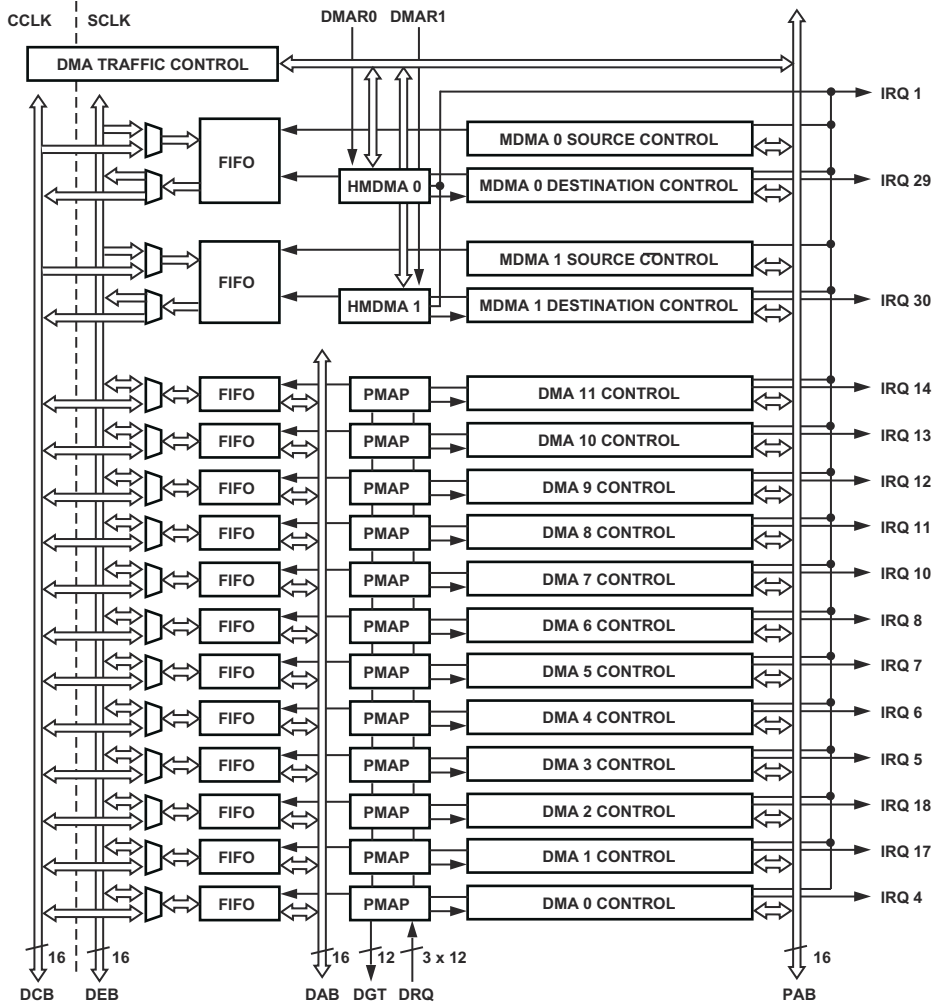 CCLK SCLK DMAR0 DMAR1
DMA TRAFFIC CONTROL
IRQ 1
FIFO
MDMA 0 SOURCE CONTROL
HMDMA 0
MDMA 0 DESTINATION CONTROL
IRQ 29
FIFO
MDMA 1 SOURCE CONTROL
HMDMA 1
MDMA 1 DESTINATION CONTROL
IRQ 30
FIFO PMAP DMA 11 CONTROL IRQ 14
FIFO PMAP DMA 10 CONTROL IRQ 13
FIFO PMAP DMA 9 CONTROL IRQ 12
FIFO PMAP DMA 8 CONTROL IRQ 11
FIFO PMAP DMA 7 CONTROL IRQ 10
FIFO PMAP DMA 6 CONTROL IRQ 8
FIFO PMAP DMA 5 CONTROL IRQ 7
FIFO PMAP DMA 4 CONTROL IRQ 6
FIFO PMAP DMA 3 CONTROL IRQ 5
FIFO PMAP DMA 2 CONTROL IRQ 18
FIFO PMAP DMA 1 CONTROL IRQ 17
FIFO PMAP DMA 0 CONTROL IRQ 4
16 16 16 12 3 x 12 16
DCB DEB DAB DGT DRQ PAB